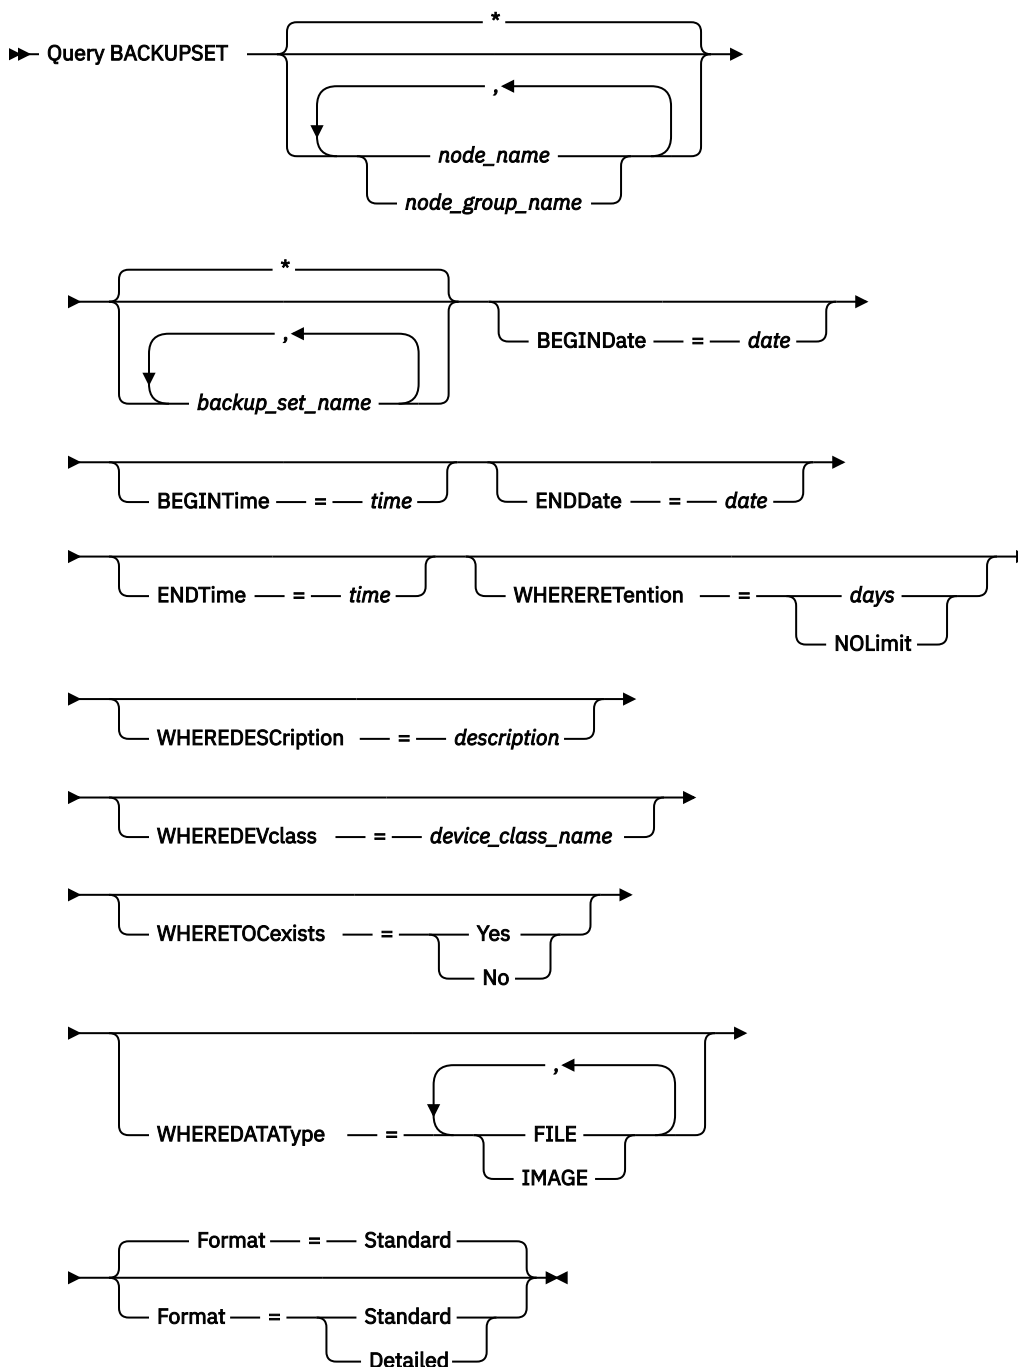 *
Query BACKUPSET
,
node_name
node_group_name
*
,
backup_set_name
BEGINDate = date
BEGINTime = time ENDDate = date
ENDTime = time WHERERETention = days
NOLimit
WHEREDESCription = description
WHEREDEVclass = device_class_name
WHERETOCexists = Yes
No
,
WHEREDATAType = FILE
IMAGE
Format = Standard
Format = Standard
Detailed